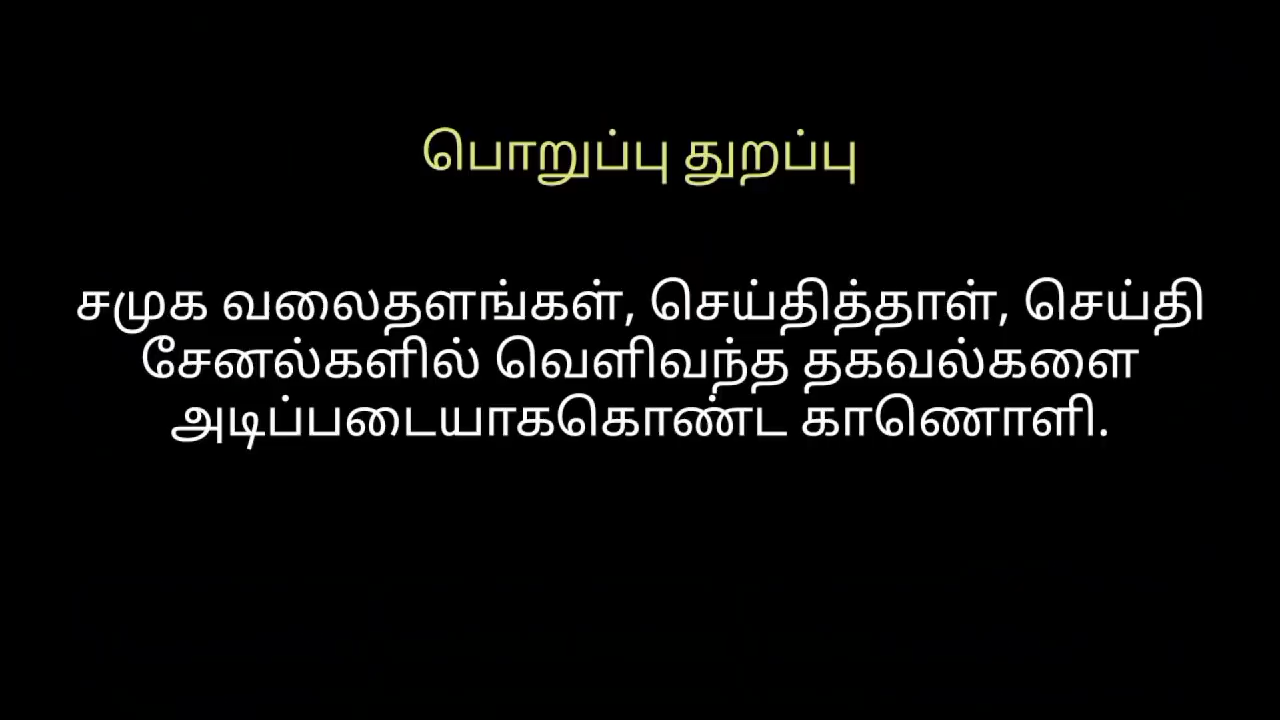 பொறுப்பு துறப்பு
சமுக வலைதளங்கள், செய்தித்தாள், செய்தி
சேனல்களில் வெளிவந்த தகவல்களை
அடிப்படையாககொண்ட காணொளி.